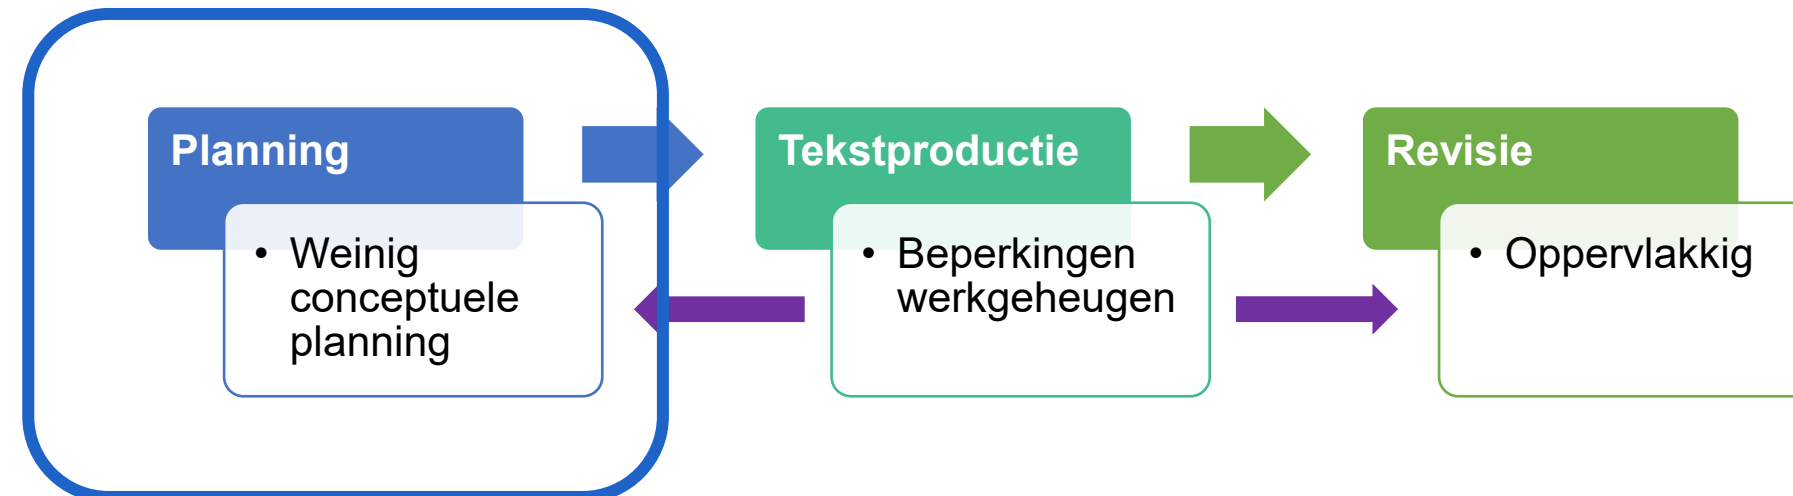 Planning
• Weinig
conceptuele
planning
Tekstproductie
• Beperkingen
werkgeheugen
Revisie
• Oppervlakkig